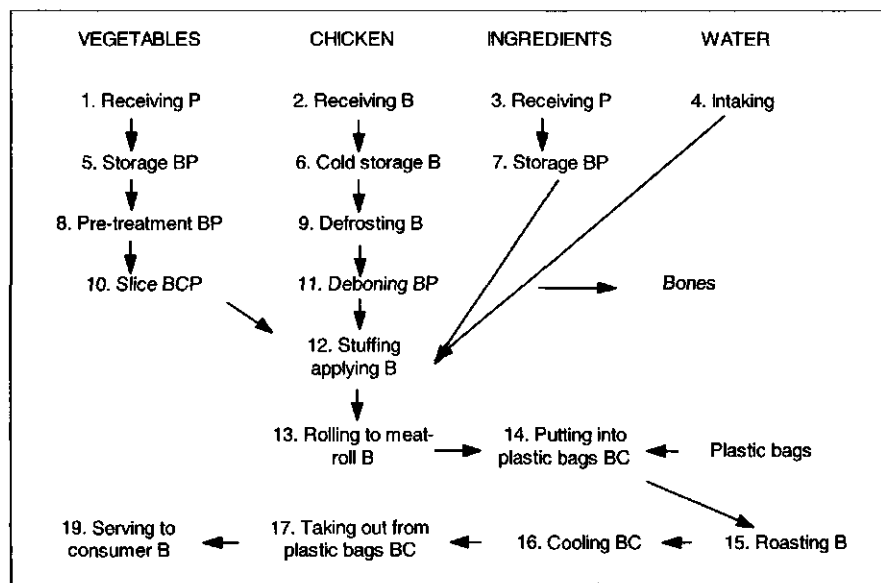 VEGETABLES CHICKEN INGREDIENTS WATER
1. Receiving P 2. Receiving B 3. Receiving P 4. Intaking
5. Storage BP 6. Cold storage B 7. Storage BP
8. Pre-treatment BP 9. Defrosting B
10. Slice BCP 11. Deboning BP Bones
12. Stuffing
applying B
13. Rolling to meat-
roll B
14. Putting into
plastic bags BC
Plastic bags
19. Serving to
consumer B
17. Taking out from
plastic bags BC
16. Cooling BC
15. Roasting B